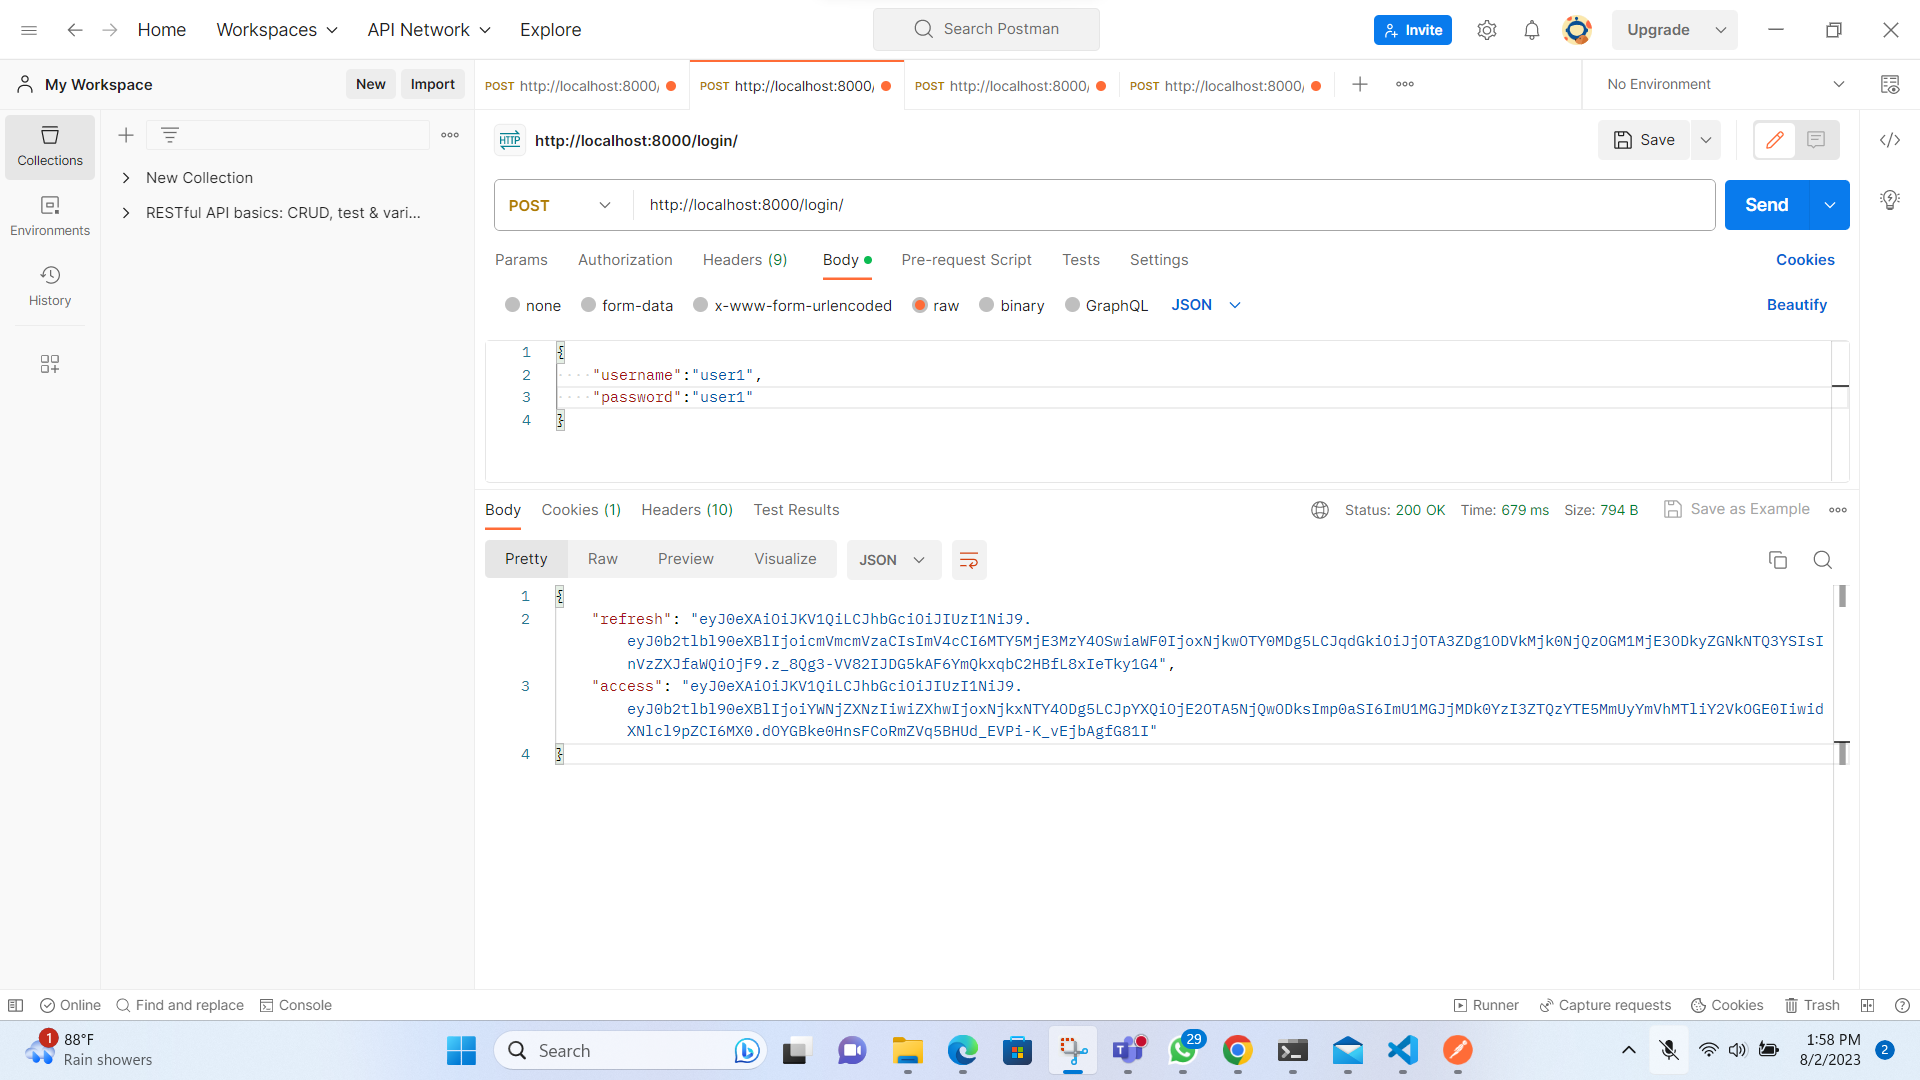 Home
Workspaces
API Network
Explore
Search Postman
Invite
Upgrade
My Workspace
New
Import
POST http://localhost:8000/
POST http://localhost:8000/
POST http://localhost:8000/
POST http://localhost:8000/
No Environment
Collections
Environments
History
New Collection
RESTful API basics: CRUD, test & vari...
HTTP http://localhost:8000/login/
Save
POST
http://localhost:8000/login/
Send
Params
Authorization
Headers (9)
Body
Pre-request Script
Tests
Settings
Cookies
none
form-data
x-www-form-urlencoded
raw
binary
GraphQL
JSON
Beautify
1 {
2 "username":"user1",
3 "password":"user1"
4 }
Body
Cookies (1)
Headers (10)
Test Results
Status: 200 OK
Time: 679 ms
Size: 794 B
Save as Example
Pretty
Raw
Preview
Visualize
JSON
1 {
2 "refresh": "eyJ0eXAiOiJKV1QiLCJhbGciOiJIUzI1NiJ9.
eyJ0b2tlbl90eXBlIjoicmVmcmVzaCIsImV4cCI6MTY5MjE3MzY4OSwiaWF0IjoxNjkwOTY0MDg5LCJqdGkiOiJjOTA3ZDg1ODVkMjk0NjQzOGM1MjE3ODkyZGNkNTQ3YSIsI
nVzZXJfaWQiOjF9.z_8Qg3-VV82IJDG5kAF6YmQkxqbC2HBfL8xIeTky1G4",
3 "access": "eyJ0eXAiOiJKV1QiLCJhbGciOiJIUzI1NiJ9.
eyJ0b2tlbl90eXBlIjoiYWNjZXNzIiwiZXhwIjoxNjkxNTY4ODg5LCJpYXQiOjE2OTA5NjQwODksImp0aSI6ImU1MGJjMDk0YzI3ZTQzYTE5MmUyYmVhMTliY2VkOGE0Iiwid
XNlcl9pZCI6MX0.dOYGBke0HnsFCoRmZVq5BHUd_EVPi-K_vEjbAgfG81I"
4 }
Online
Find and replace
Console
Runner
Capture requests
Cookies
Trash
1
88°F
Rain showers
Search
29
1:58 PM
8/2/2023
2